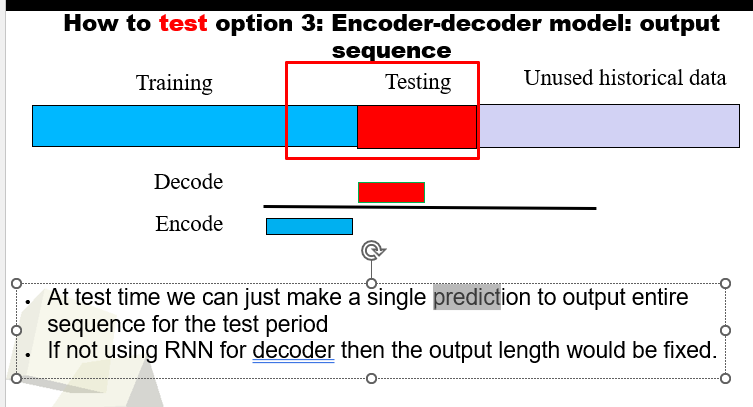 How to test option 3: Encoder-decoder model: output
sequence
Training
Testing
Unused historical data
Decode
Encode
• At test time we can just make a single prediction to output entire
sequence for the test period
• If not using RNN for decoder then the output length would be fixed.